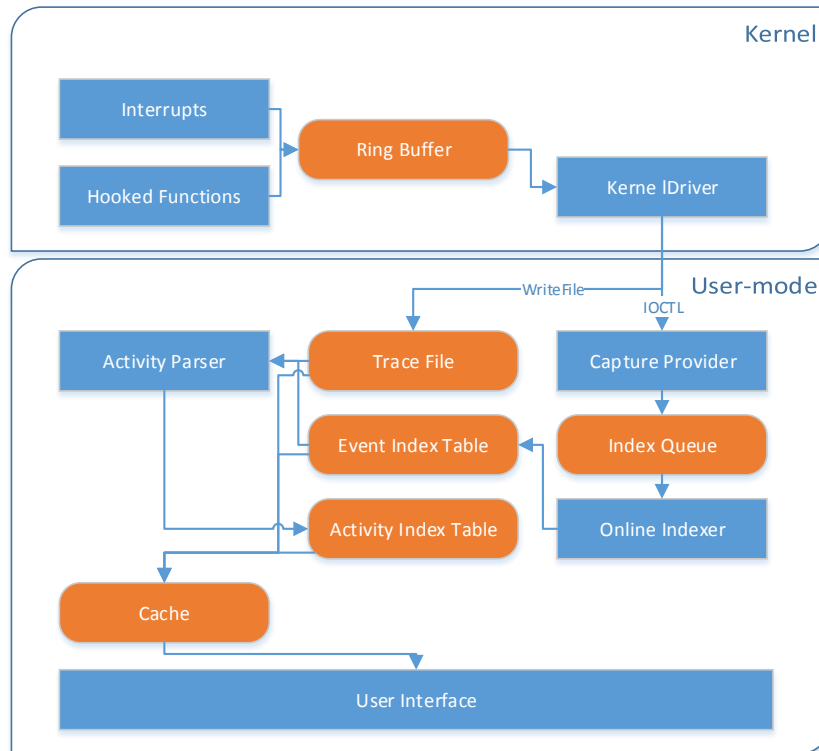 Kernel
Interrupts
Ring Buffer
Hooked Functions
Kerne lDriver
User-mode
WriteFile
IOCTL
Activity Parser
Trace File
Capture Provider
Event Index Table
Index Queue
Activity Index Table
Online Indexer
Cache
User Interface